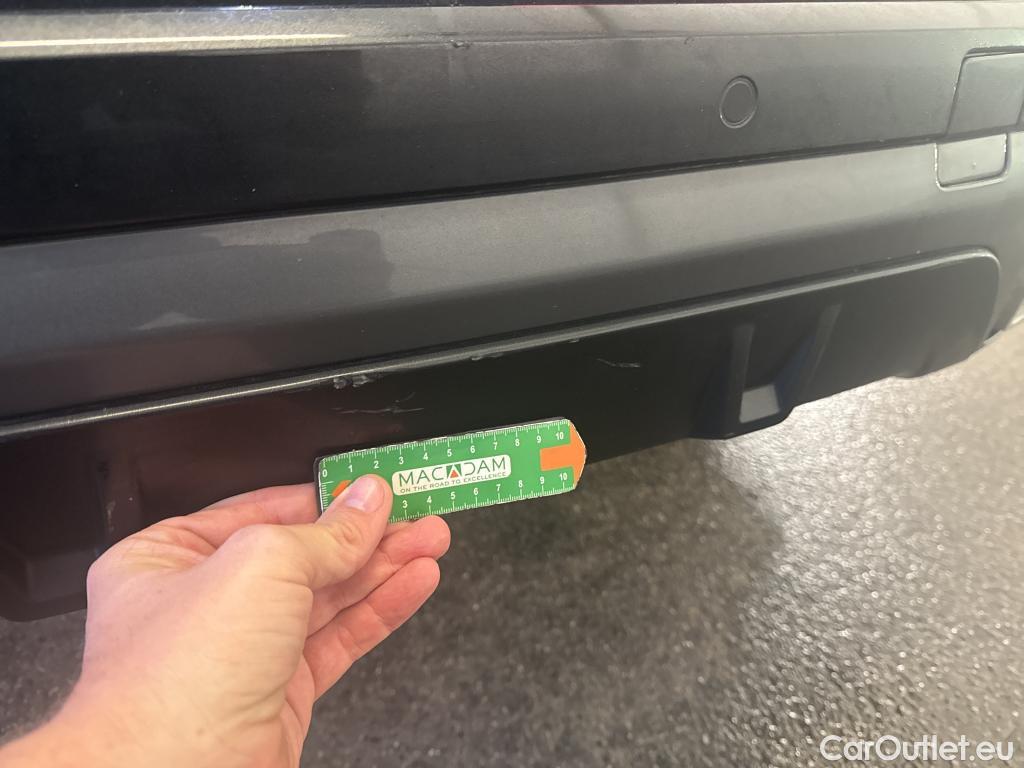 0 1 2 3 4 5 6 7 8 9 10
0
MACADAM
ON THE ROAD TO EXCELLENCE
3 4 5 6 7 8 9 10
CarOutlet.eu